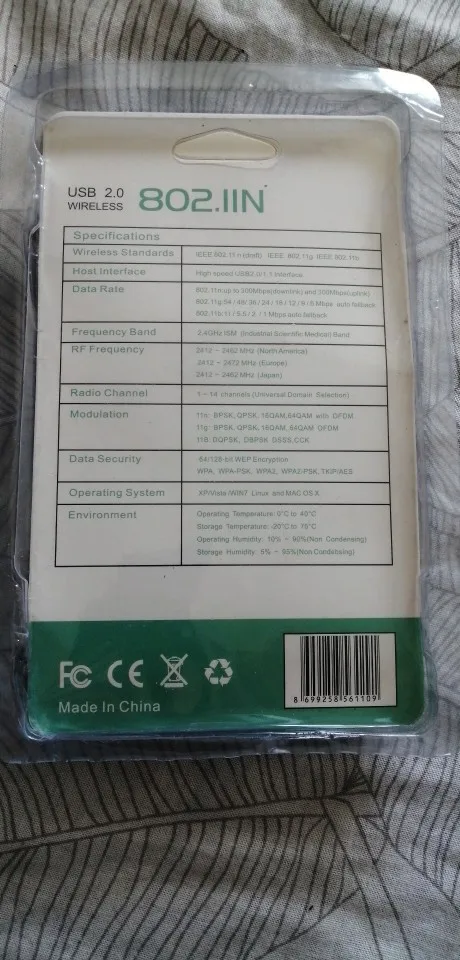 USB 2.0
WIRELESS 802.11N
Specifications
Wireless Standards IEEE 802.11 n (draft) IEEE 802.11g IEEE 802.11b
Host Interface High speed USB2.0/1.1 Interface
Data Rate 802.11n:up to 300Mbps(downlink) and 300Mbps(uplink)
802.11g:54 / 48/ 36/ 24 / 18 / 12 / 9 / 6 Mbps auto fallback
802.11b:11 / 5.5 / 2 / 1 Mbps auto fallback
Frequency Band 2.4GHz ISM (Industrial Scientific Medical) Band
RF Frequency 2412 ~ 2462 MHz (North America)
2412 ~ 2472 MHz (Europe)
2412 ~ 2462 MHz (Japan)
Radio Channel 1 ~ 14 channels (Universal Domain Selection)
Modulation 11n: BPSK, QPSK, 16QAM,64QAM with OFDM
11g: BPSK, QPSK, 16QAM, 64QAM OFDM
11B: DQPSK, DBPSK DSSS,CCK
Data Security 64/128-bit WEP Encryption
WPA, WPA-PSK, WPA2, WPA2-PSK, TKIP/AES
Operating System XP/Vista /WIN7 Linux and MAC OS X
Environment Operating Temperature: 0°C to 40°C
Storage Temperature: -20°C to 70°C
Operating Humidity: 10% ~ 90%(Non Condensing)
Storage Humidity: 5% ~ 95%(Non Condensing)
FC CE
Made In China
8 699258 561109